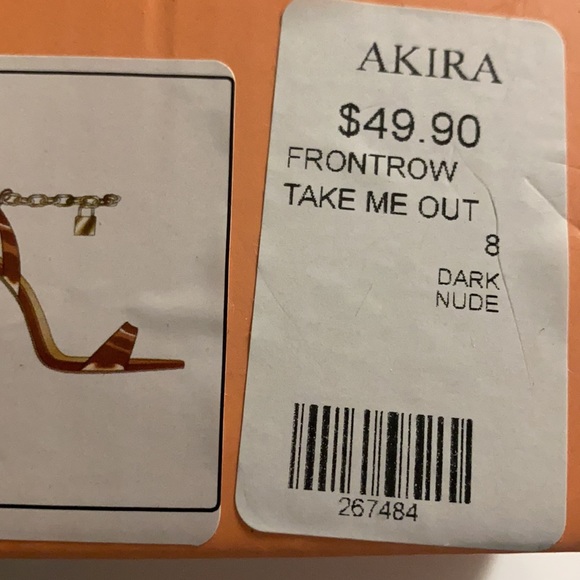 AKIRA
$49.90
FRONTROW
TAKE ME OUT
8
DARK
NUDE
267484